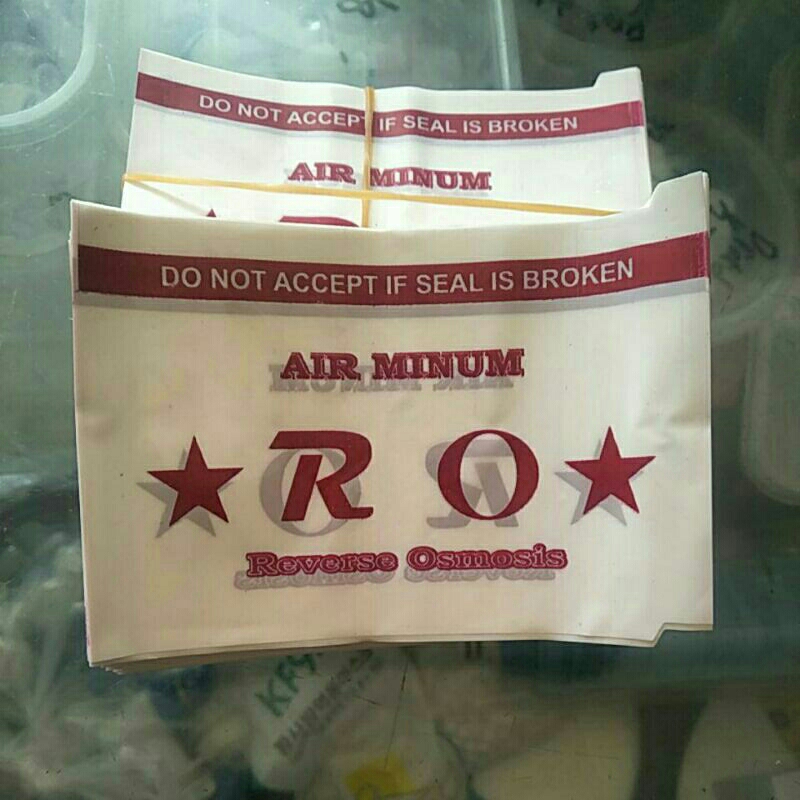 DO NOT ACCEPT IF SEAL IS BROKEN
AIR MINUM
DO NOT ACCEPT IF SEAL IS BROKEN
AIR MINUM
R O
Reverse Osmosis